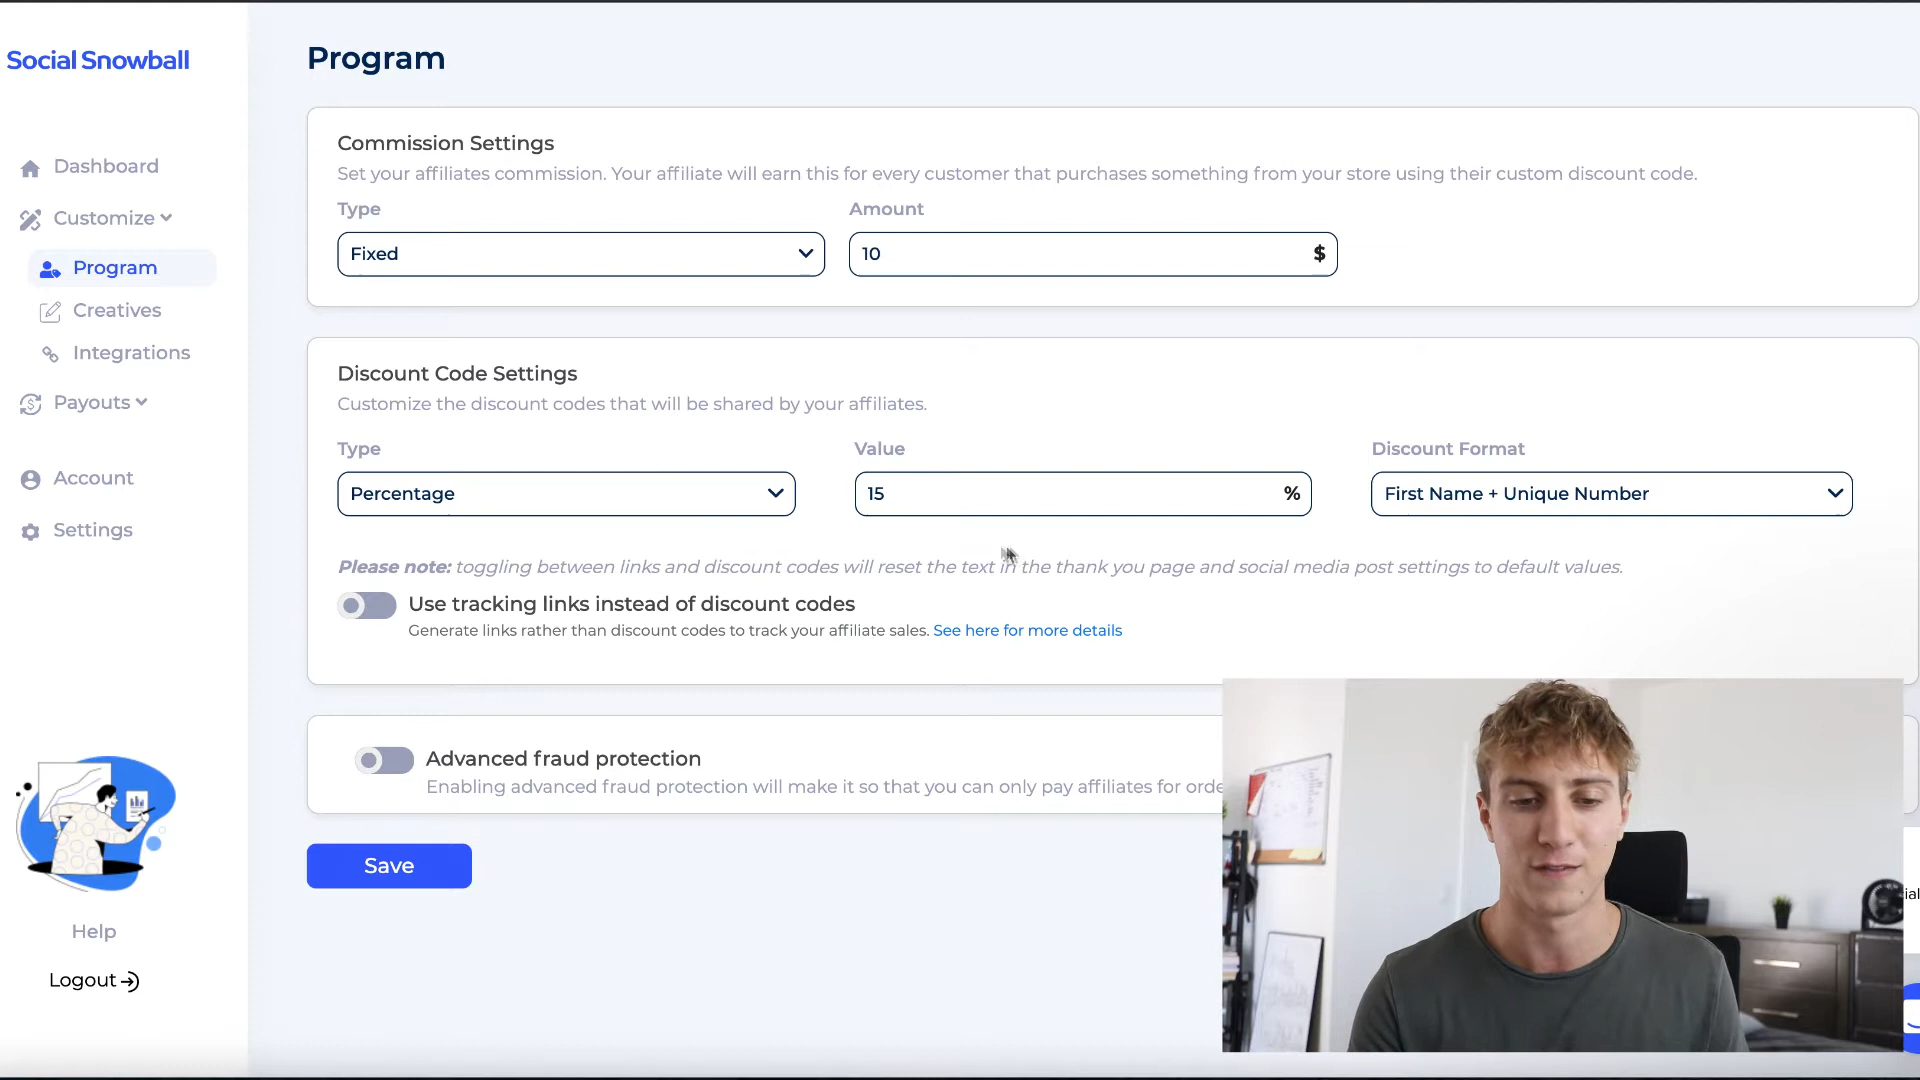 Social Snowball
Program
Dashboard
Customize
Program
Creatives
Integrations
Payouts
Account
Settings
Help
Logout
Commission Settings
Set your affiliates commission. Your affiliate will earn this for every customer that purchases something from your store using their custom discount code.
Type
Amount
Fixed
10
$
Discount Code Settings
Customize the discount codes that will be shared by your affiliates.
Type
Value
Discount Format
Percentage
15
%
First Name + Unique Number
Please note: toggling between links and discount codes will reset the text in the thank you page and social media post settings to default values.
Use tracking links instead of discount codes
Generate links rather than discount codes to track your affiliate sales. See here for more details
Advanced fraud protection
Enabling advanced fraud protection will make it so that you can only pay affiliates for orde
Save